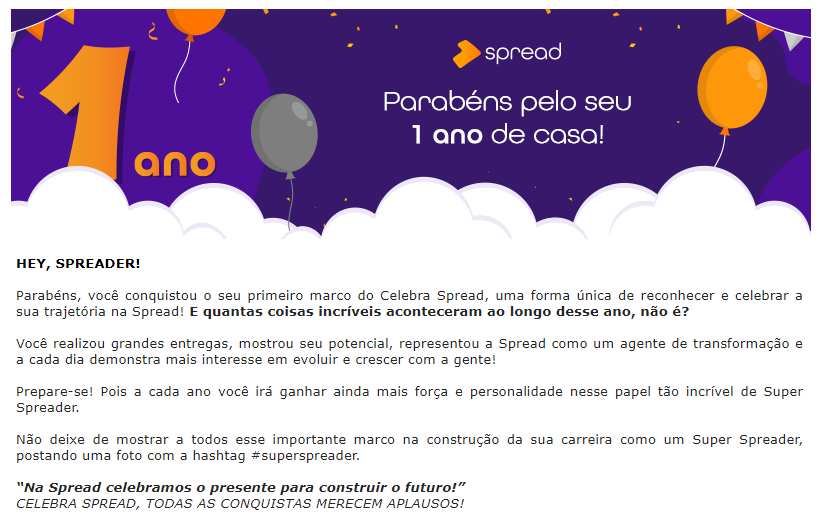 1
ano
spread
Parabéns pelo seu
1 ano de casa!
HEY, SPREADER!
Parabéns, você conquistou o seu primeiro marco do Celebra Spread, uma forma única de reconhecer e celebrar a
sua trajetória na Spread! E quantas coisas incríveis aconteceram ao longo desse ano, não é?
Você realizou grandes entregas, mostrou seu potencial, representou a Spread como um agente de transformação e
a cada dia demonstra mais interesse em evoluir e crescer com a gente!
Prepare-se! Pois a cada ano você irá ganhar ainda mais força e personalidade nesse papel tão incrível de Super
Spreader.
Não deixe de mostrar a todos esse importante marco na construção da sua carreira como um Super Spreader,
postando uma foto com a hashtag #superspreader.
“Na Spread celebramos o presente para construir o futuro!”
CELEBRA SPREAD, TODAS AS CONQUISTAS MERECEM APLAUSOS!